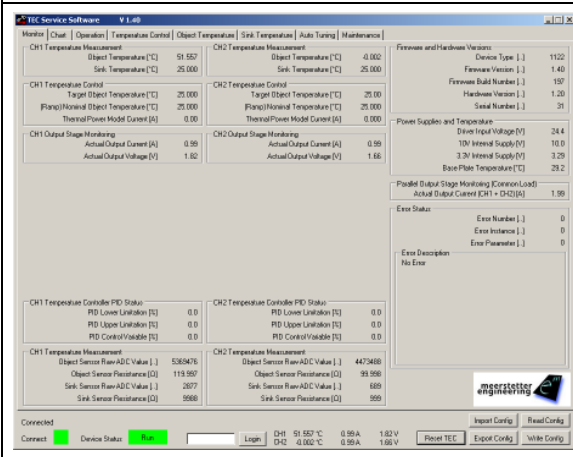 TEC Service Software V 1.40
Monitor Chart Operation Temperature Control Object Temperature Sink Temperature Auto Tuning Maintenance
CH1 Temperature Measurement
Object Temperature [°C] 51.557
Sink Temperature [°C] 25.000
CH1 Temperature Control
Target Object Temperature [°C] 25.00
(Ramp) Nominal Object Temperature [°C] 25.000
Thermal Power Model Current [A] 0.00
CH1 Output Stage Monitoring
Actual Output Current [A] 0.99
Actual Output Voltage [V] 1.82
CH1 Temperature Controller PID Status
PID Lower Limitation [%] 0.0
PID Upper Limitation [%] 0.0
PID Control Variable [%] 0.0
CH1 Temperature Measurement
Object Sensor Raw ADC Value [..] 5369476
Object Sensor Resistance [Ω] 119.997
Sink Sensor Raw ADC Value [..] 2877
Sink Sensor Resistance [Ω] 9988
CH2 Temperature Measurement
Object Temperature [°C] -0.002
Sink Temperature [°C] 25.000
CH2 Temperature Control
Target Object Temperature [°C] 25.00
(Ramp) Nominal Object Temperature [°C] 25.000
Thermal Power Model Current [A] 0.00
CH2 Output Stage Monitoring
Actual Output Current [A] 0.99
Actual Output Voltage [V] 1.66
CH2 Temperature Controller PID Status
PID Lower Limitation [%] 0.0
PID Upper Limitation [%] 0.0
PID Control Variable [%] 0.0
CH2 Temperature Measurement
Object Sensor Raw ADC Value [..] 4473488
Object Sensor Resistance [Ω] 99.998
Sink Sensor Raw ADC Value [..] 689
Sink Sensor Resistance [Ω] 999
Firmware and Hardware Versions
Device Type [..] 1122
Firmware Version [..] 1.40
Firmware Build Number [..] 197
Hardware Version [..] 1.20
Serial Number [..] 31
Power Supplies and Temperature
Driver Input Voltage [V] 24.4
10V Internal Supply [V] 10.0
3.3V Internal Supply [V] 3.29
Base Plate Temperature [°C] 29.2
Parallel Output Stage Monitoring (Common Load)
Actual Output Current (CH1 + CH2) [A] 1.99
Error Status
Error Number [..] 0
Error Instance [..] 0
Error Parameter [..] 0
Error Description
No Error
meerstetter
engineering
Connected
Connect Device Status Run Login
CH1 51.557 °C 0.99 A 1.82 V
CH2 -0.002 °C 0.99 A 1.66 V
Reset TEC
Import Config Read Config
Export Config Write Config